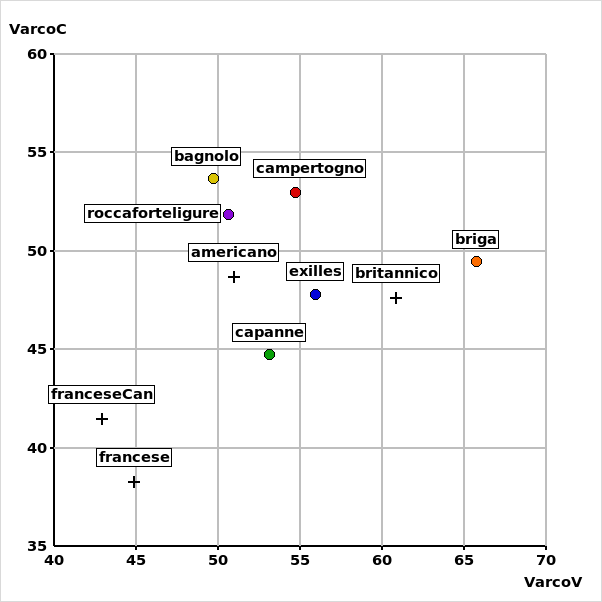 VarcoC
60
55
bagnolo
campertogno
roccaforteligure
50
americano
briga
exilles
britannico
45
capanne
franceseCan
40
francese
35
40 45 50 55 60 65 70
VarcoV